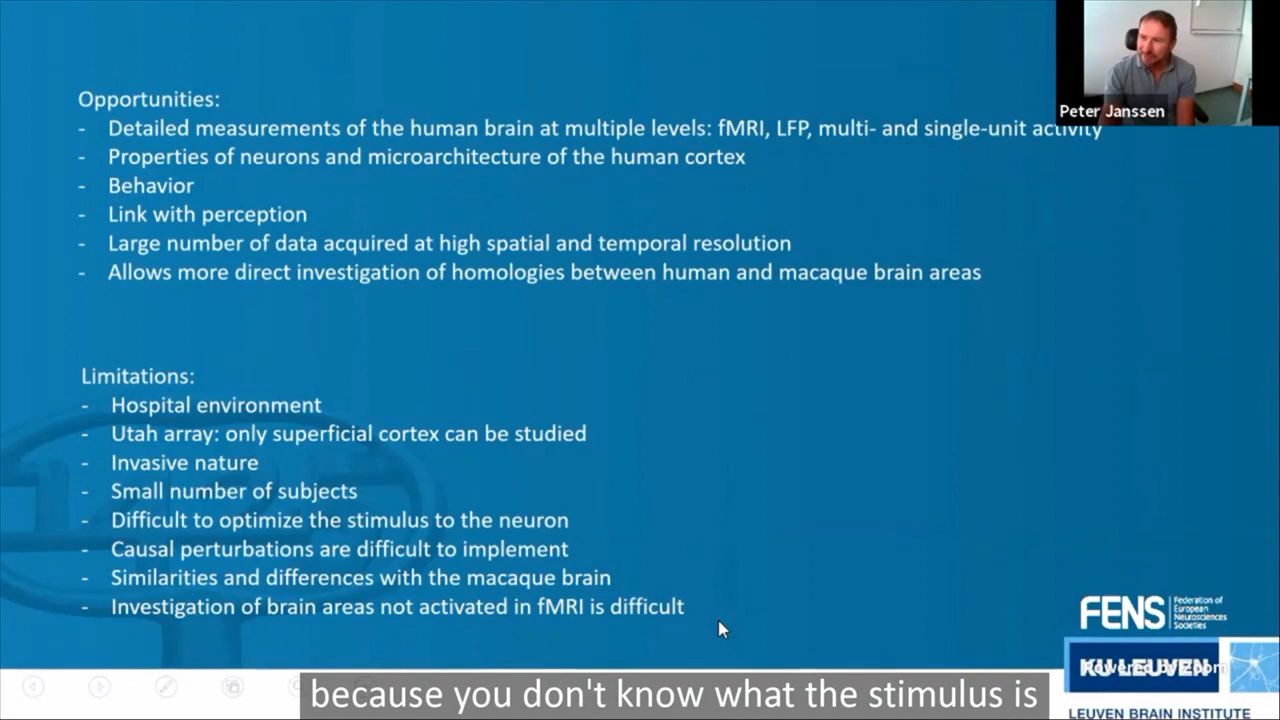 Opportunities:
- Detailed measurements of the human brain at multiple levels: fMRI, LFP, multi- and single-unit activity
- Properties of neurons and microarchitecture of the human cortex
- Behavior
- Link with perception
- Large number of data acquired at high spatial and temporal resolution
- Allows more direct investigation of homologies between human and macaque brain areas
Peter Janssen
Limitations:
- Hospital environment
- Utah array: only superficial cortex can be studied
- Invasive nature
- Small number of subjects
- Difficult to optimize the stimulus to the neuron
- Causal perturbations are difficult to implement
- Similarities and differences with the macaque brain
- Investigation of brain areas not activated in fMRI is difficult
FENS
Federation of
European
Neurosciences
Societies
KU LEUVEN
Powered by Zoom
LEUVEN BRAIN INSTITUTE
because you don't know what the stimulus is